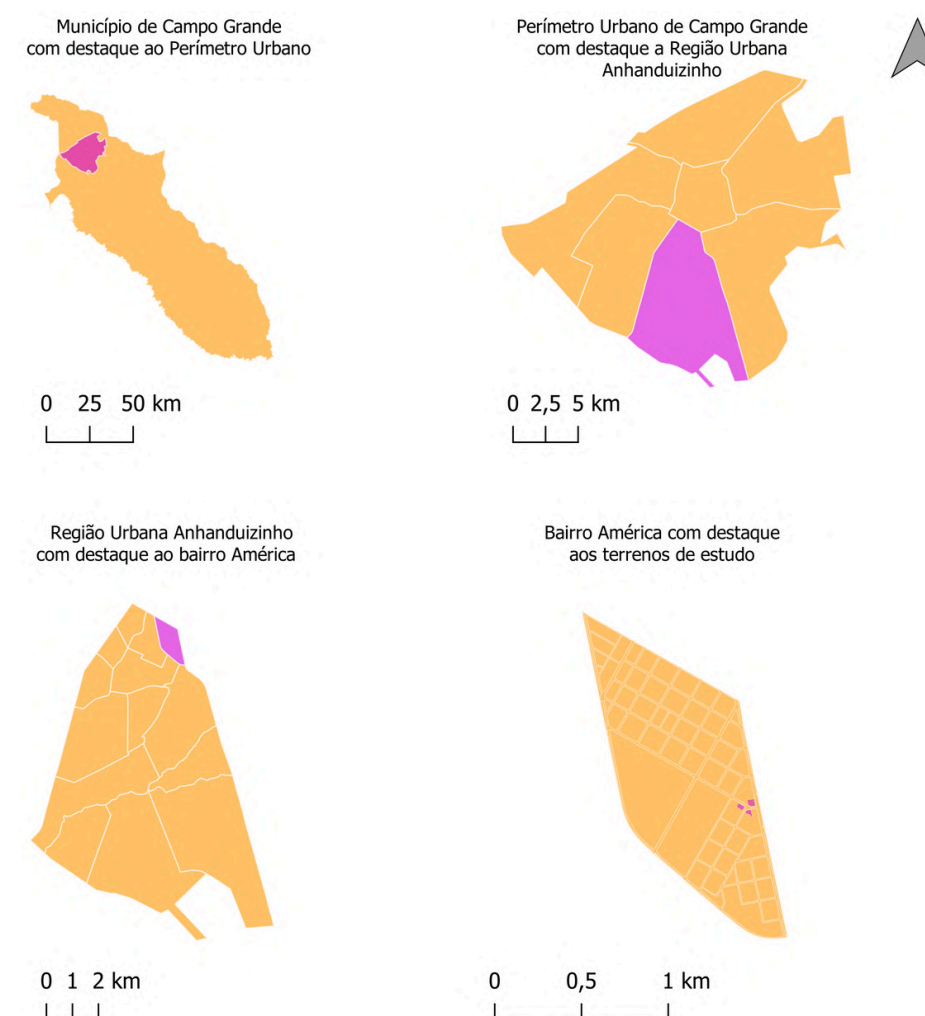 Município de Campo Grande
com destaque ao Perímetro Urbano
Perímetro Urbano de Campo Grande
com destaque a Região Urbana
Anhanduizinho
0 25 50 km
0 2,5 5 km
Região Urbana Anhanduizinho
com destaque ao bairro América
Bairro América com destaque
aos terrenos de estudo
0 1 2 km
0 0,5 1 km